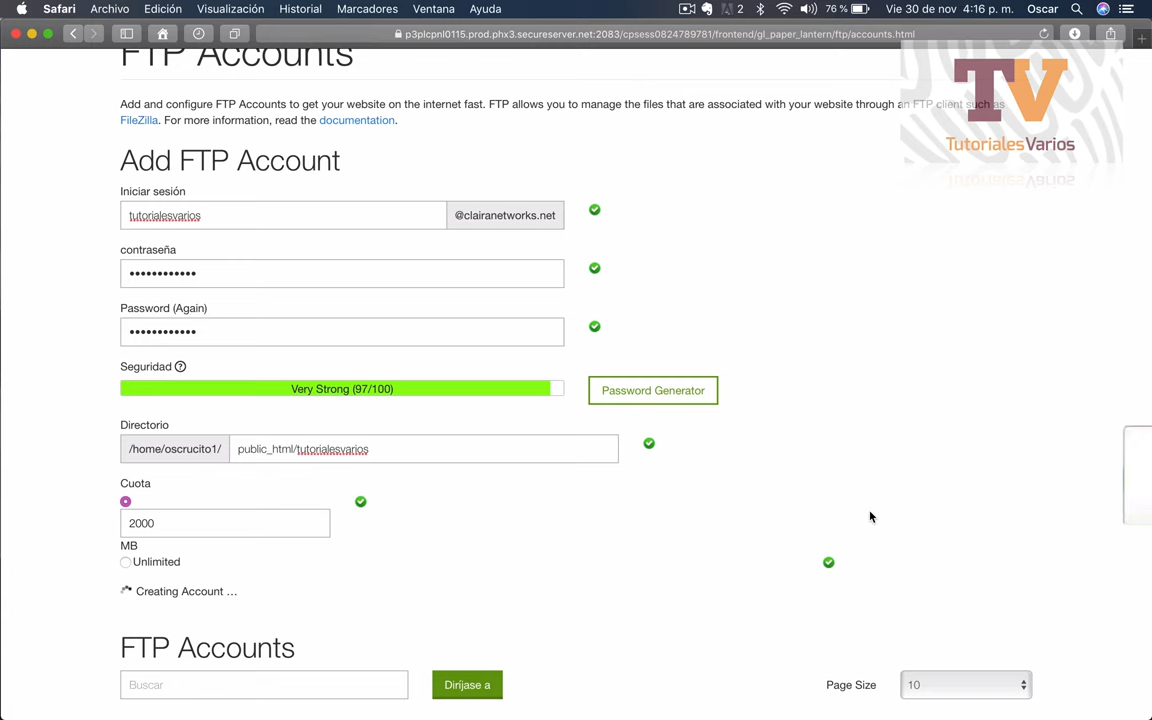 Safari Archivo Edición Visualización Historial Marcadores Ventana Ayuda 2 76 % Vie 30 de nov 4:16 p. m. Oscar
p3plcpnl0115.prod.phx3.secureserver.net:2083/cpsess0824789781/frontend/gl_paper_lantern/ftp/accounts.html
FTP Accounts
TV
TutorialesVarios
Add and configure FTP Accounts to get your website on the internet fast. FTP allows you to manage the files that are associated with your website through an FTP client such as
FileZilla. For more information, read the documentation.
Add FTP Account
Iniciar sesión
tutorialesvarios @clairanetworks.net
contraseña
••••••••••••
Password (Again)
••••••••••••
Seguridad ?
Very Strong (97/100) Password Generator
Directorio
/home/oscrucito1/ public_html/tutorialesvarios
Cuota
2000
MB
Unlimited
Creating Account ...
FTP Accounts
Buscar Diríjase a Page Size 10